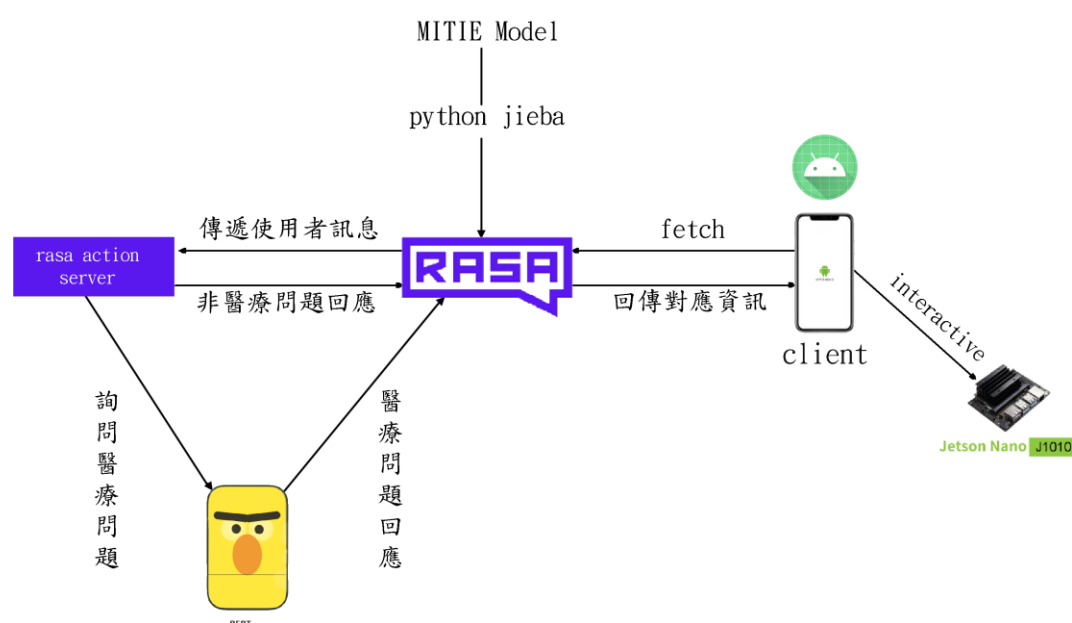 MITIE Model
python jieba
傳遞使用者訊息
fetch
rasa action
server
RASA
非醫療問題回應
回傳對應資訊
interactive
client
詢問醫療問題
醫療問題回應
Jetson Nano J1010